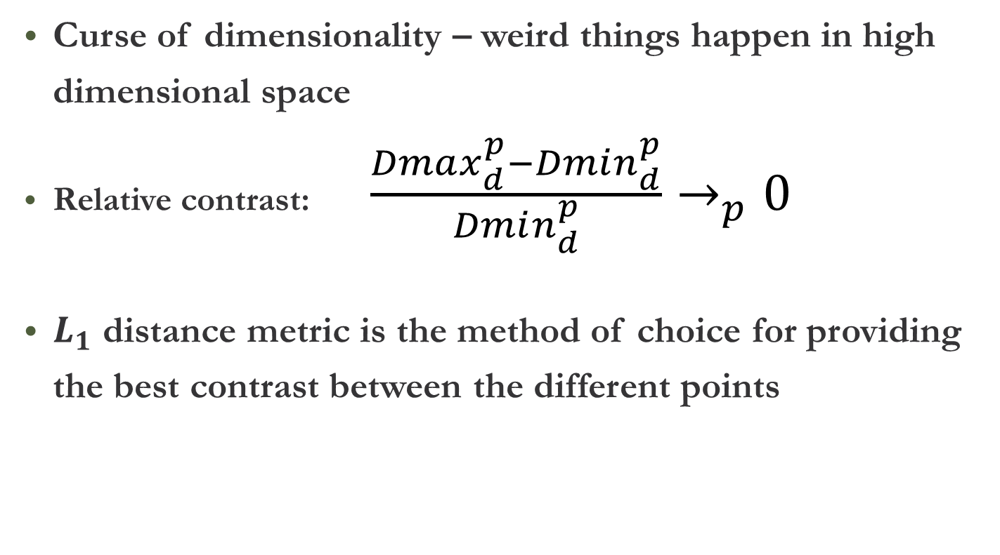 • Curse of dimensionality – weird things happen in high
dimensional space
• Relative contrast: $\frac{Dmax_d^p - Dmin_d^p}{Dmin_d^p} \rightarrow_p 0$
• $L_1$ distance metric is the method of choice for providing
the best contrast between the different points